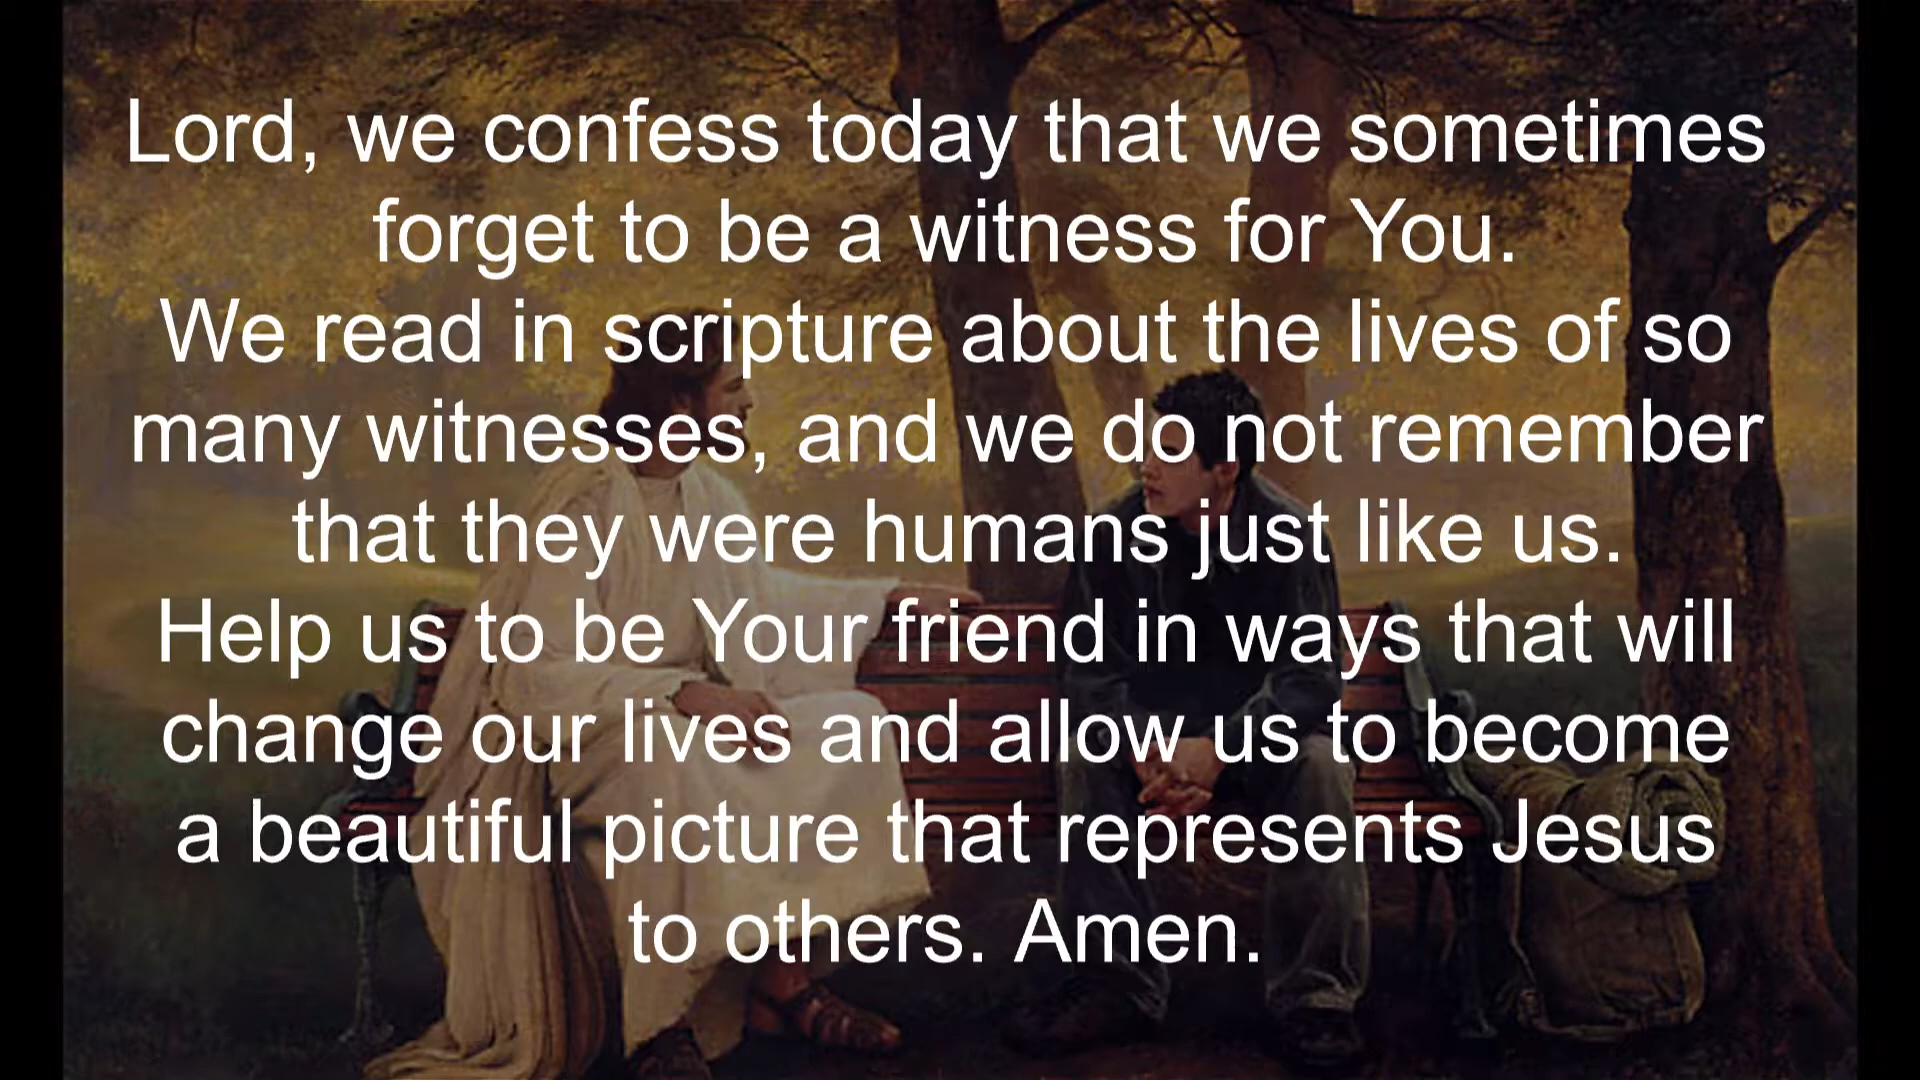 Lord, we confess today that we sometimes
forget to be a witness for You.
We read in scripture about the lives of so
many witnesses, and we do not remember
that they were humans just like us.
Help us to be Your friend in ways that will
change our lives and allow us to become
a beautiful picture that represents Jesus
to others. Amen.